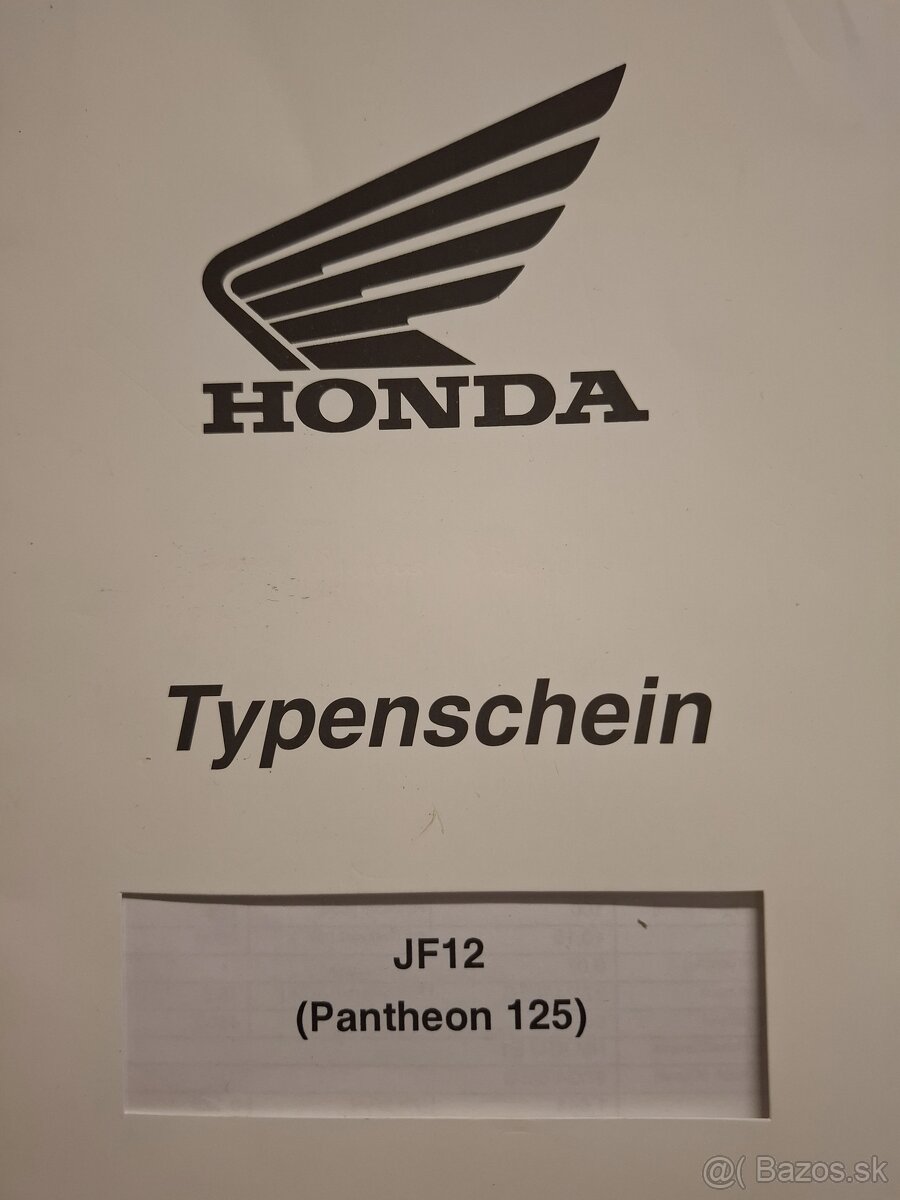 HONDA
Typenschein
JF12
(Pantheon 125)
@( Bazos.sk